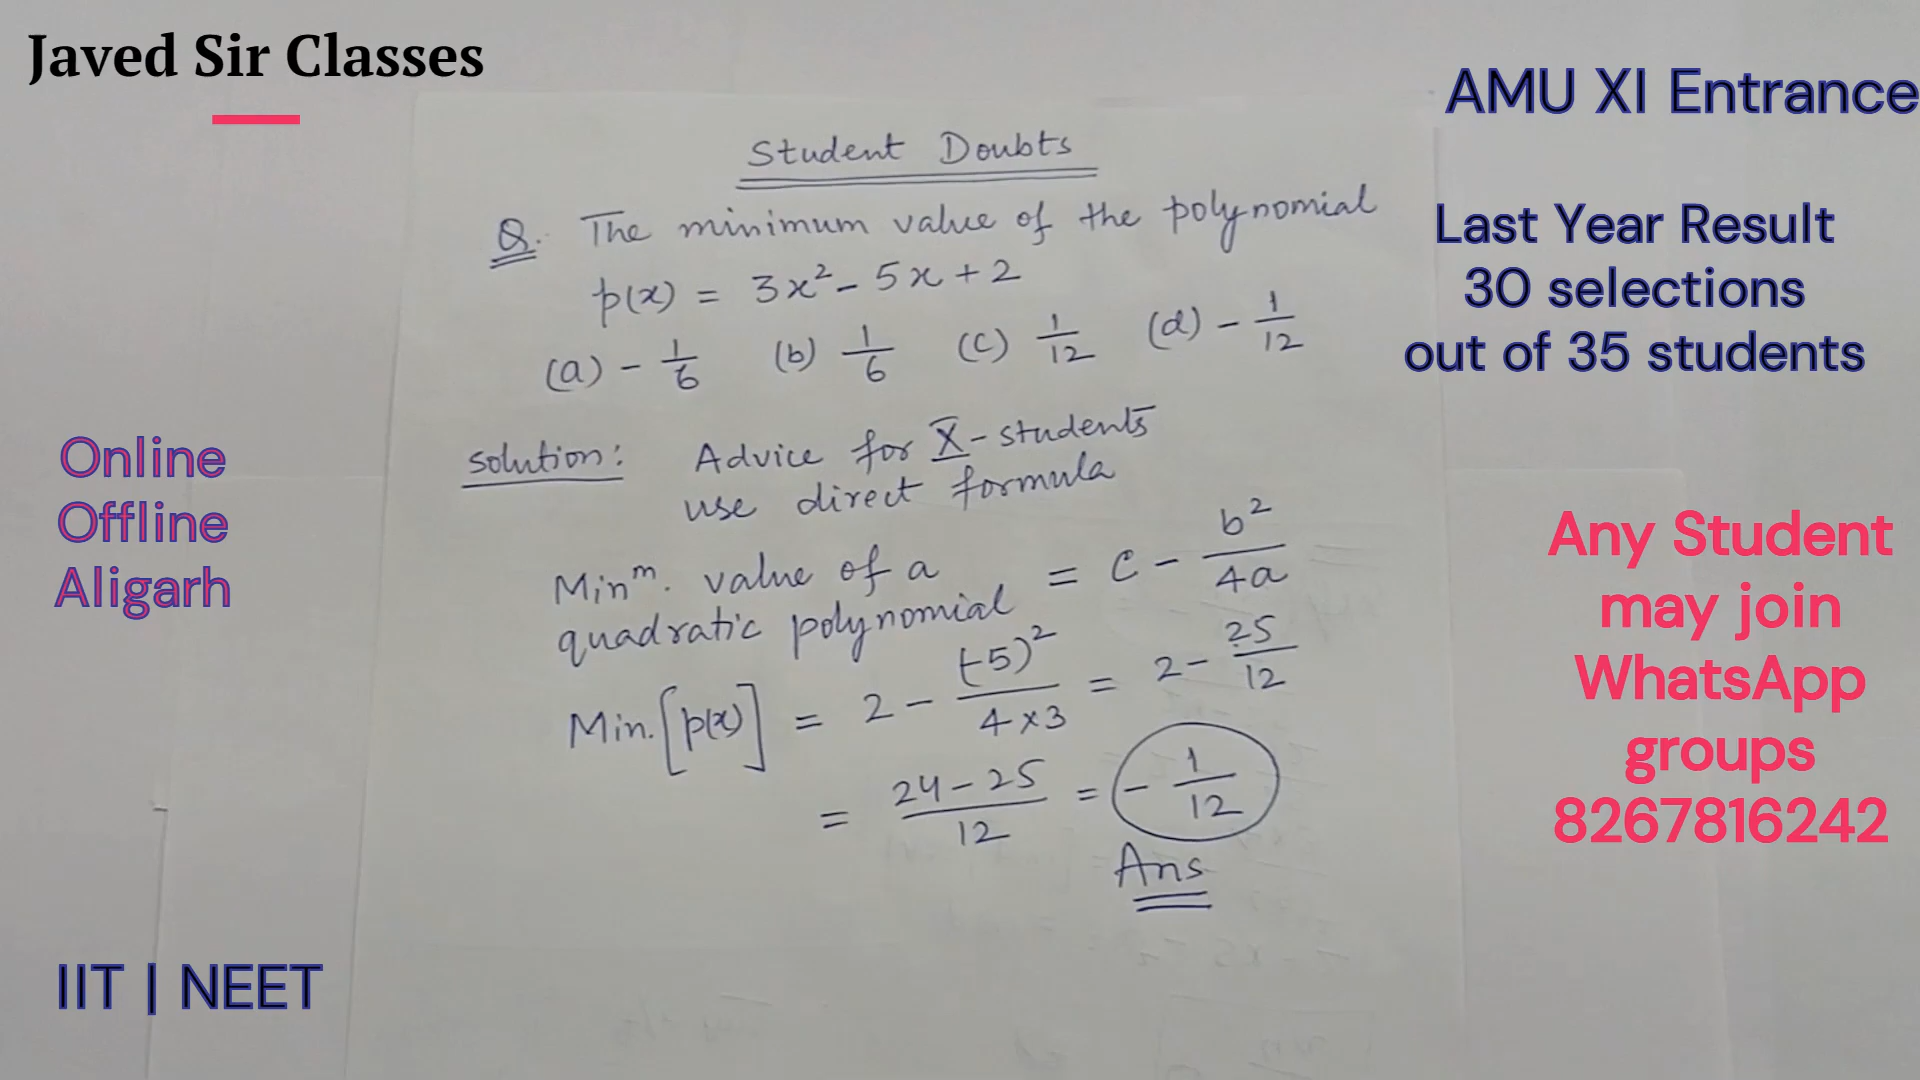 Javed Sir Classes
AMU XI Entrance
Last Year Result
30 selections
out of 35 students
Online
Offline
Aligarh
Any Student
may join
WhatsApp
groups
8267816242
IIT | NEET
Student Doubts
Q. The minimum value of the polynomial
p(x) = 3x² - 5x + 2
(a) - 1/6 (b) 1/6 (c) 1/12 (d) - 1/12
Solution: Advice for X - students
use direct formula
Minᵐ. value of a
quadratic polynomial = c - b²/4a
Min. [p(x)] = 2 - (-5)²/4×3 = 2 - 25/12
= 24-25/12 = - 1/12
Ans